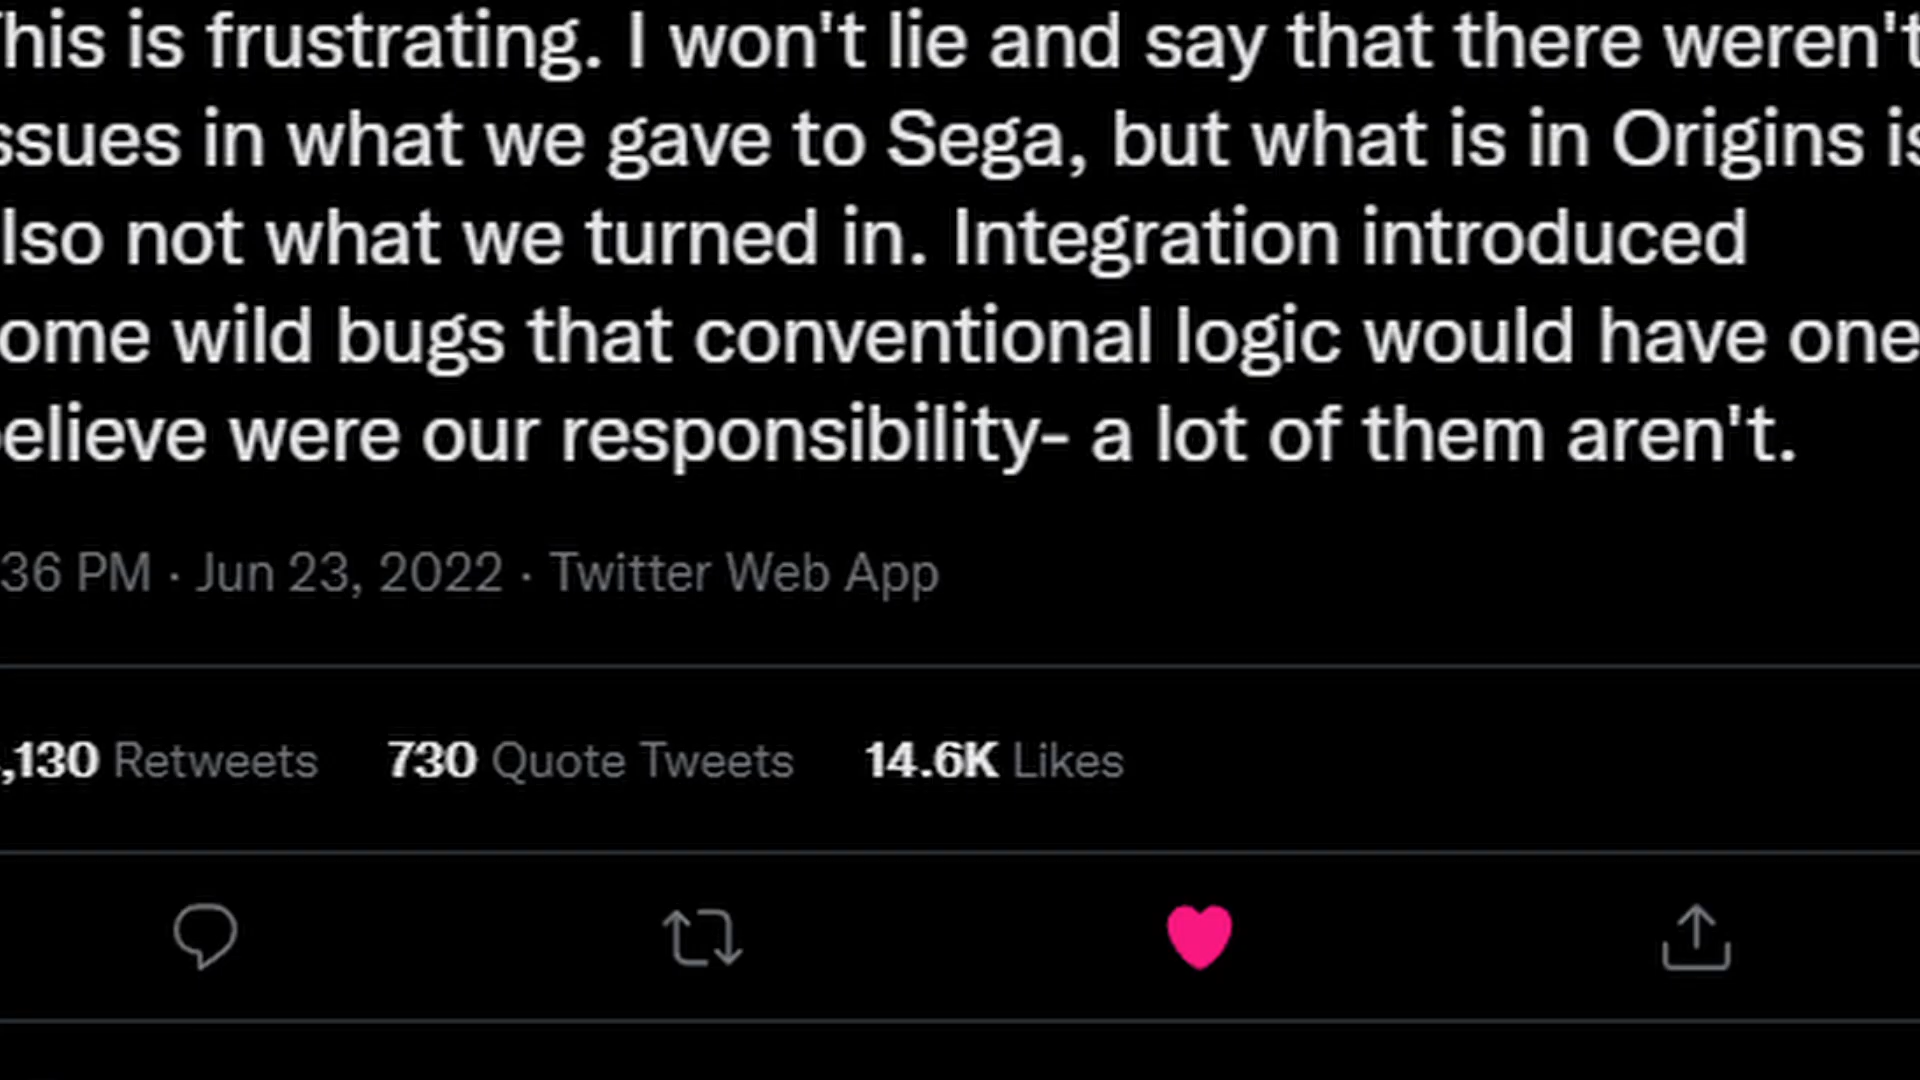 This is frustrating. I won't lie and say that there weren't
ssues in what we gave to Sega, but what is in Origins is
lso not what we turned in. Integration introduced
ome wild bugs that conventional logic would have one
believe were our responsibility- a lot of them aren't.
36 PM · Jun 23, 2022 · Twitter Web App
,130 Retweets 730 Quote Tweets 14.6K Likes